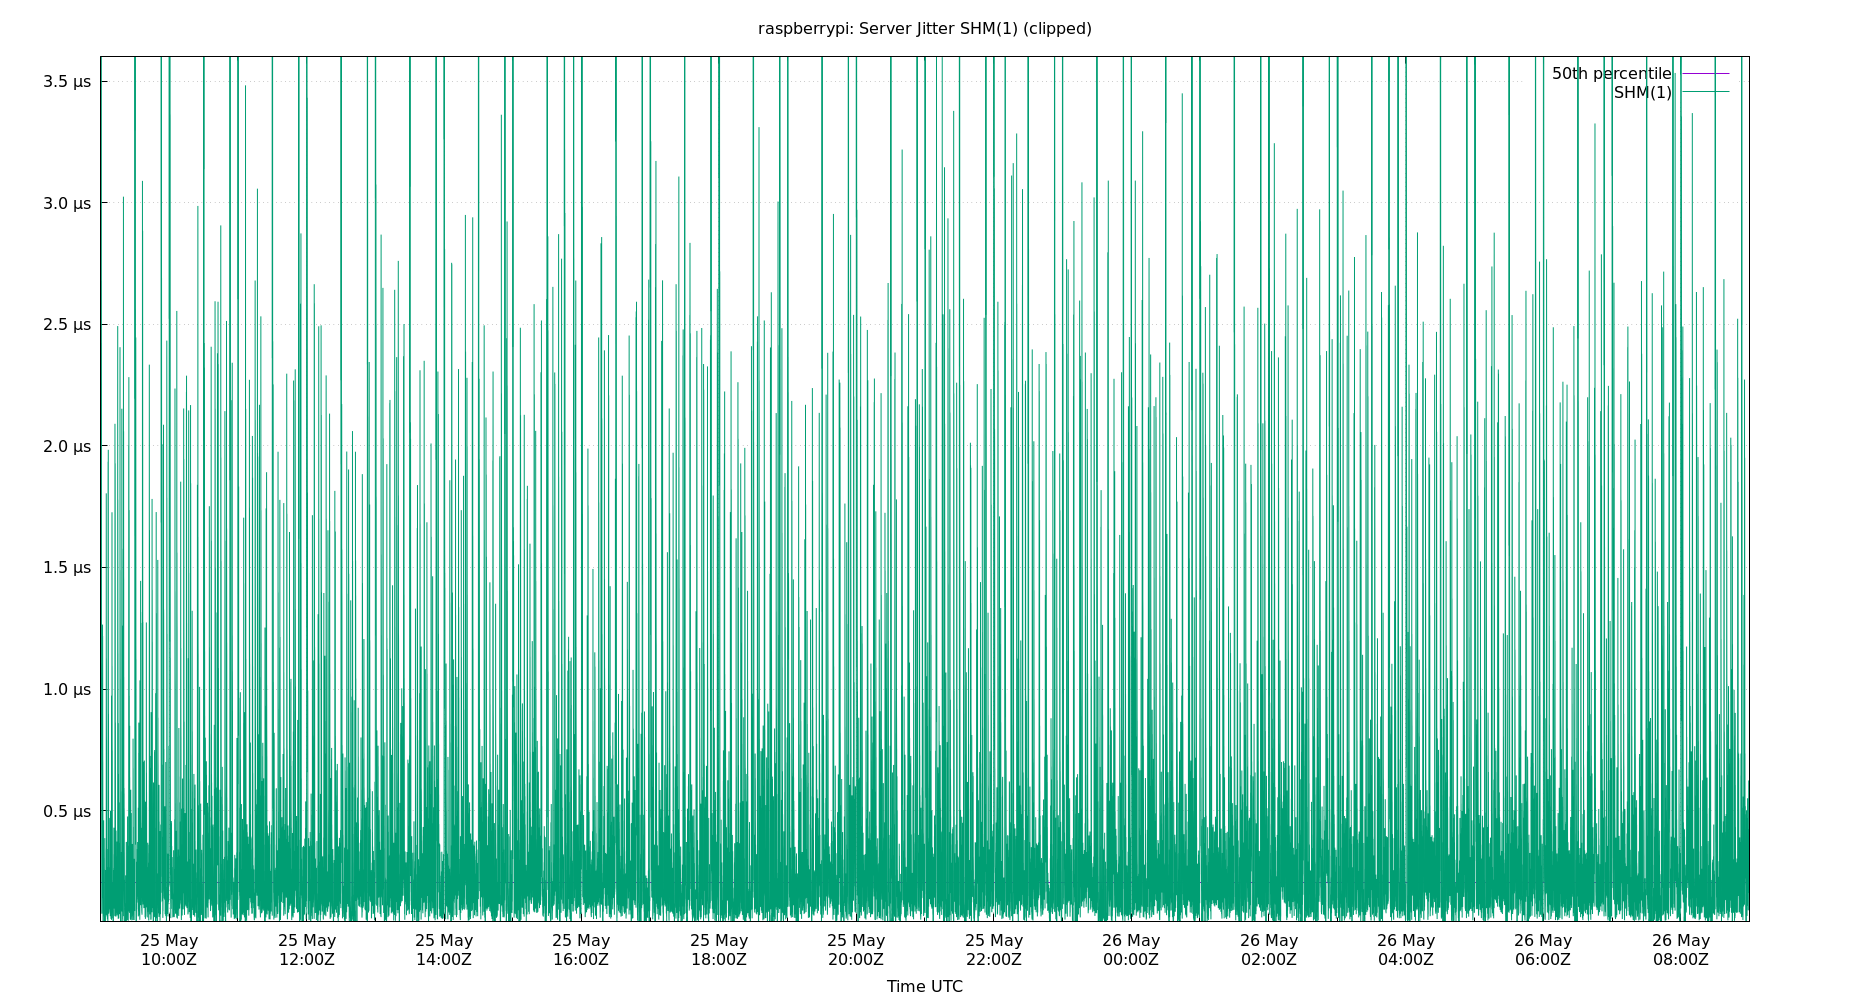 raspberrypi: Server Jitter SHM(1) (clipped)
50th percentile
SHM(1)
3.5 µs
3.0 µs
2.5 µs
2.0 µs
1.5 µs
1.0 µs
0.5 µs
25 May 25 May 25 May 25 May 25 May 25 May 25 May 26 May 26 May 26 May 26 May 26 May
10:00Z 12:00Z 14:00Z 16:00Z 18:00Z 20:00Z 22:00Z 00:00Z 02:00Z 04:00Z 06:00Z 08:00Z
Time UTC